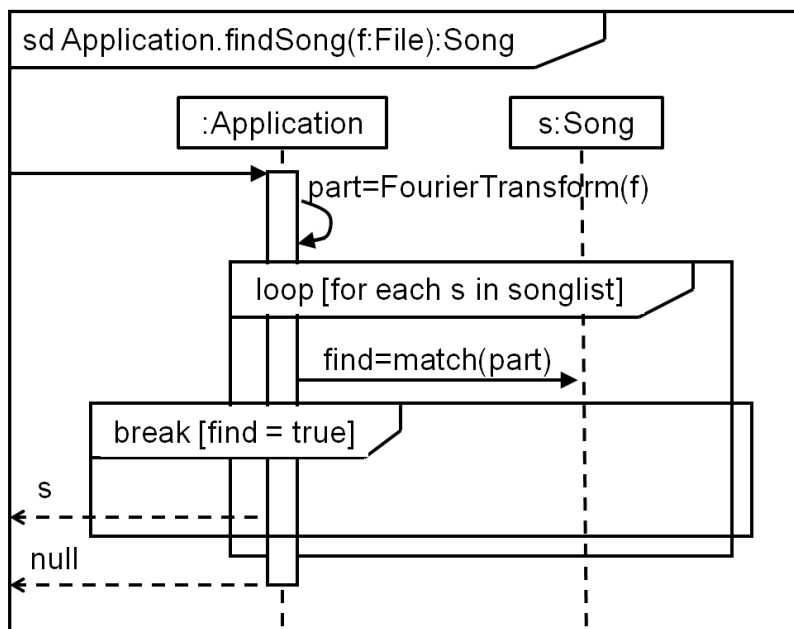 sd Application.findSong(f:File):Song
:Application
s:Song
part=FourierTransform(f)
loop [for each s in songlist]
find=match(part)
break [find = true]
s
null